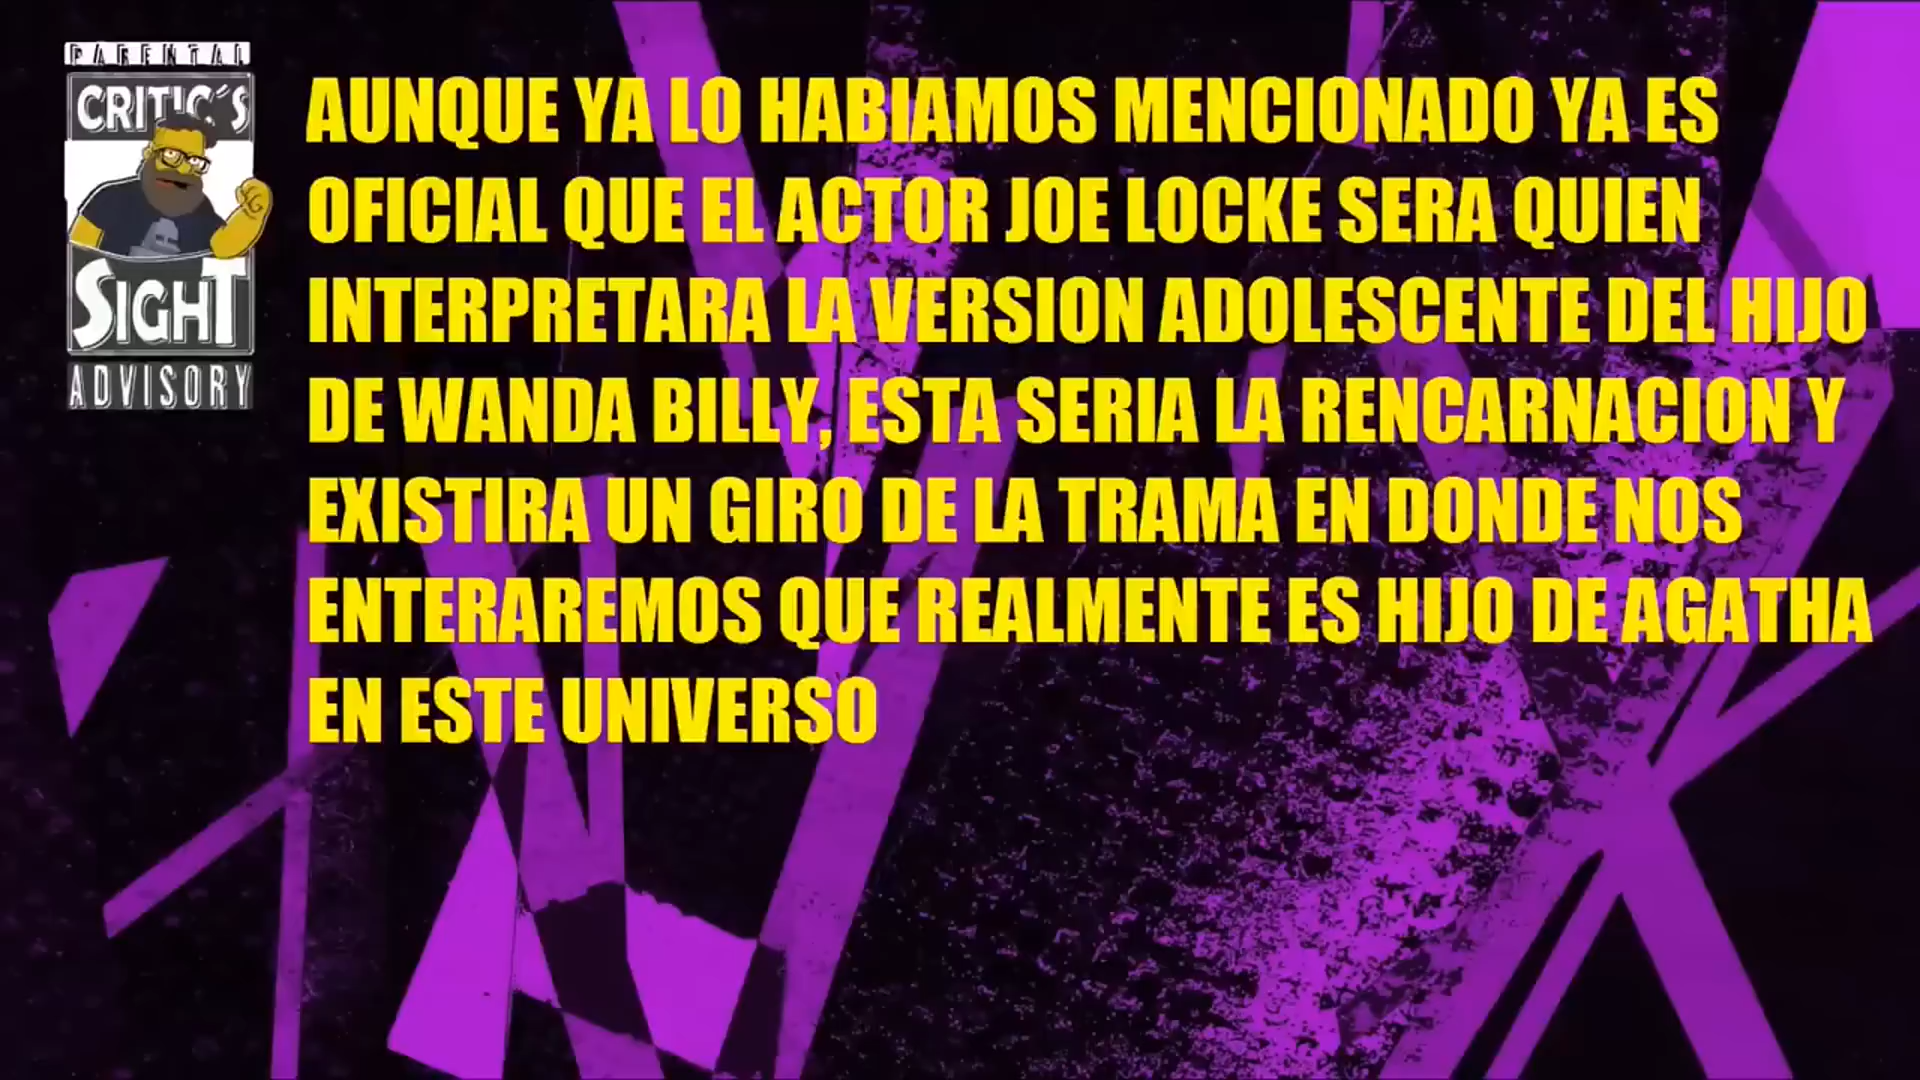 PARENTAL
CRITIC´S
SIGHT
ADVISORY
AUNQUE YA LO HABIAMOS MENCIONADO YA ES
OFICIAL QUE EL ACTOR JOE LOCKE SERA QUIEN
INTERPRETARA LA VERSION ADOLESCENTE DEL HIJO
DE WANDA BILLY, ESTA SERIA LA RENCARNACION Y
EXISTIRA UN GIRO DE LA TRAMA EN DONDE NOS
ENTERAREMOS QUE REALMENTE ES HIJO DE AGATHA
EN ESTE UNIVERSO